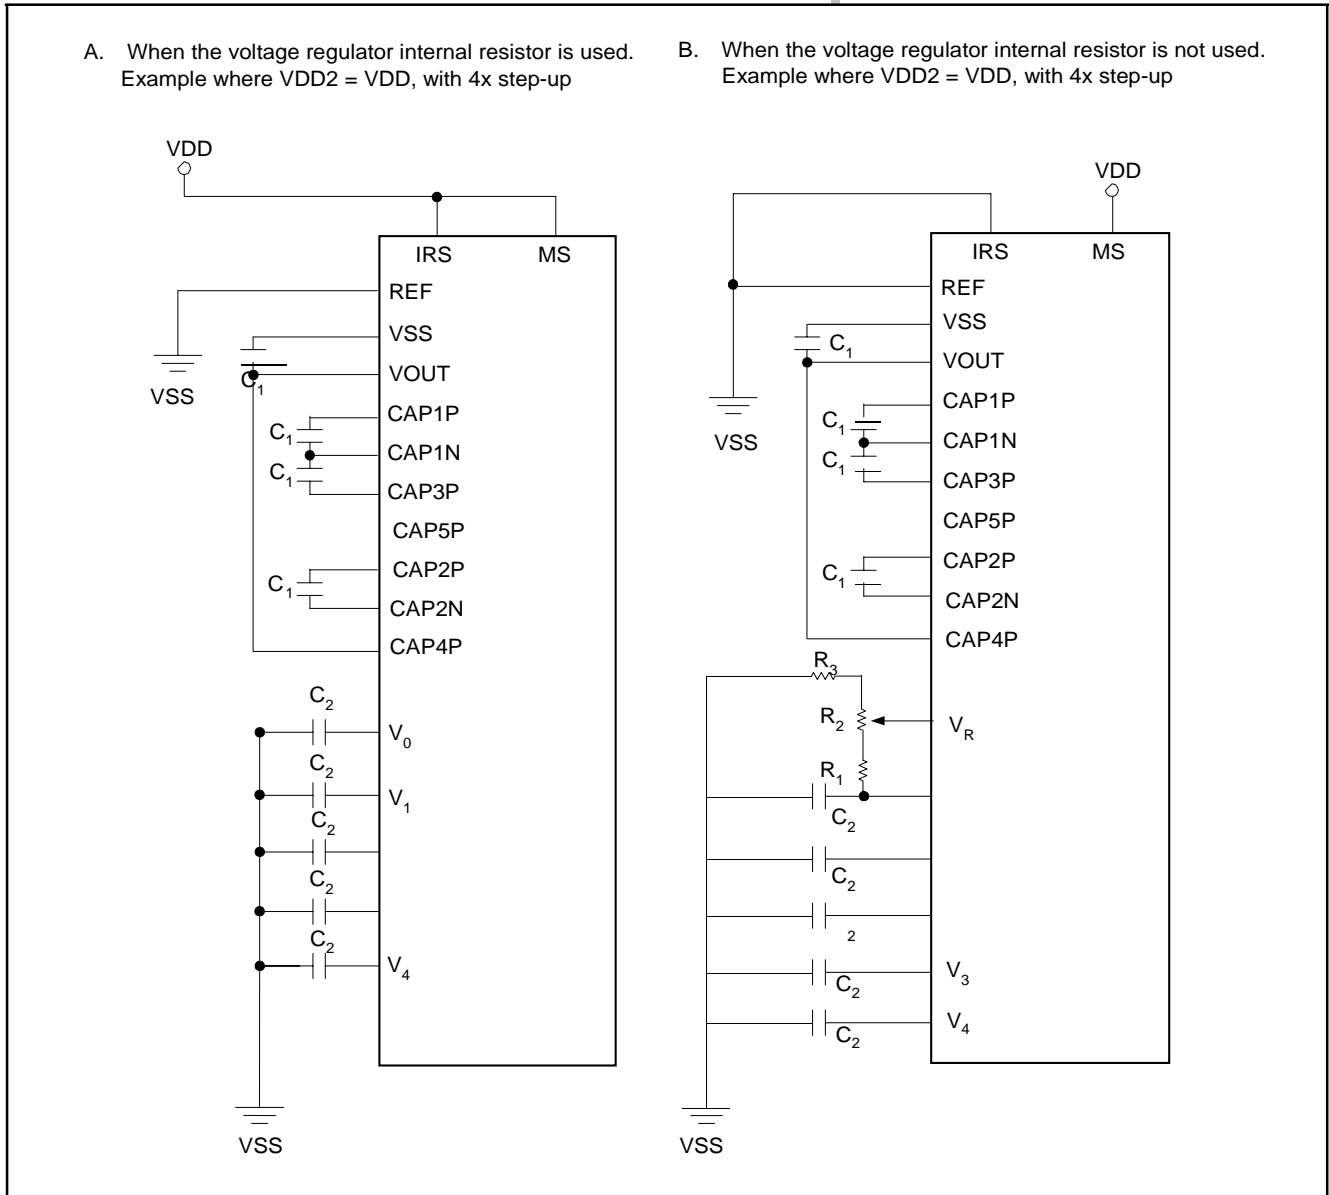 A. When the voltage regulator internal resistor is used.
Example where VDD2 = VDD, with 4x step-up
VDD
IRS MS
REF
VSS
VOUT
C1
VSS
CAP1P
C1
CAP1N
C1
CAP3P
CAP5P
CAP2P
C1
CAP2N
CAP4P
C2
V0
C2
V1
C2
C2
C2
V4
VSS
B. When the voltage regulator internal resistor is not used.
Example where VDD2 = VDD, with 4x step-up
VDD
IRS MS
REF
VSS
C1
VOUT
CAP1P
C1
VSS
CAP1N
C1
CAP3P
CAP5P
CAP2P
C1
CAP2N
CAP4P
R3
R2
VR
R1
C2
C2
2
V3
C2
V4
C2
VSS